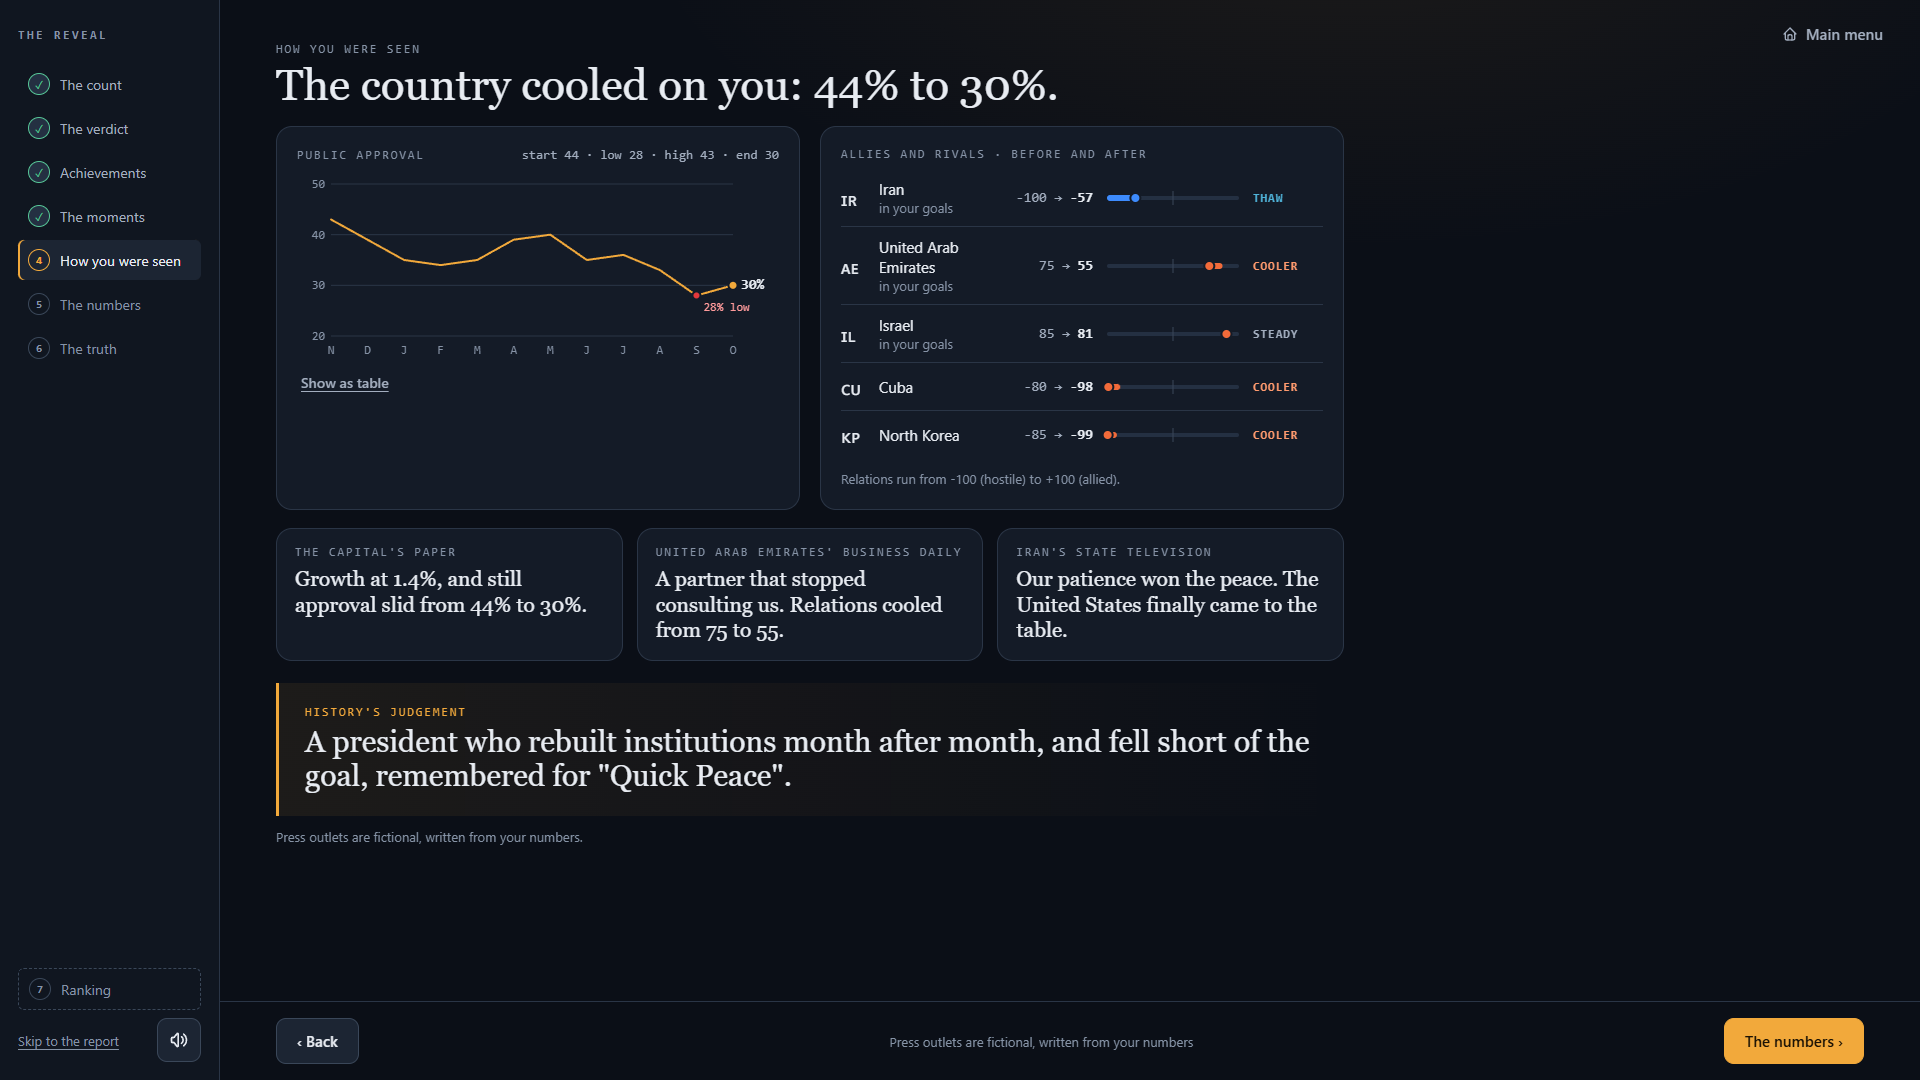 THE REVEAL
✓ The count
✓ The verdict
✓ Achievements
✓ The moments
4 How you were seen
5 The numbers
6 The truth
7 Ranking
Skip to the report
Main menu
HOW YOU WERE SEEN
The country cooled on you: 44% to 30%.
PUBLIC APPROVAL
start 44 · low 28 · high 43 · end 30
50
40
30
20
30%
28% low
N D J F M A M J J A S O
Show as table
ALLIES AND RIVALS · BEFORE AND AFTER
IR Iran -100 → -57 THAW
in your goals
AE United Arab
Emirates 75 → 55 COOLER
in your goals
IL Israel 85 → 81 STEADY
in your goals
CU Cuba -80 → -98 COOLER
KP North Korea -85 → -99 COOLER
Relations run from -100 (hostile) to +100 (allied).
THE CAPITAL'S PAPER
Growth at 1.4%, and still
approval slid from 44% to 30%.
UNITED ARAB EMIRATES' BUSINESS DAILY
A partner that stopped
consulting us. Relations cooled
from 75 to 55.
IRAN'S STATE TELEVISION
Our patience won the peace. The
United States finally came to the
table.
HISTORY'S JUDGEMENT
A president who rebuilt institutions month after month, and fell short of the
goal, remembered for "Quick Peace".
Press outlets are fictional, written from your numbers.
‹ Back
Press outlets are fictional, written from your numbers
The numbers ›